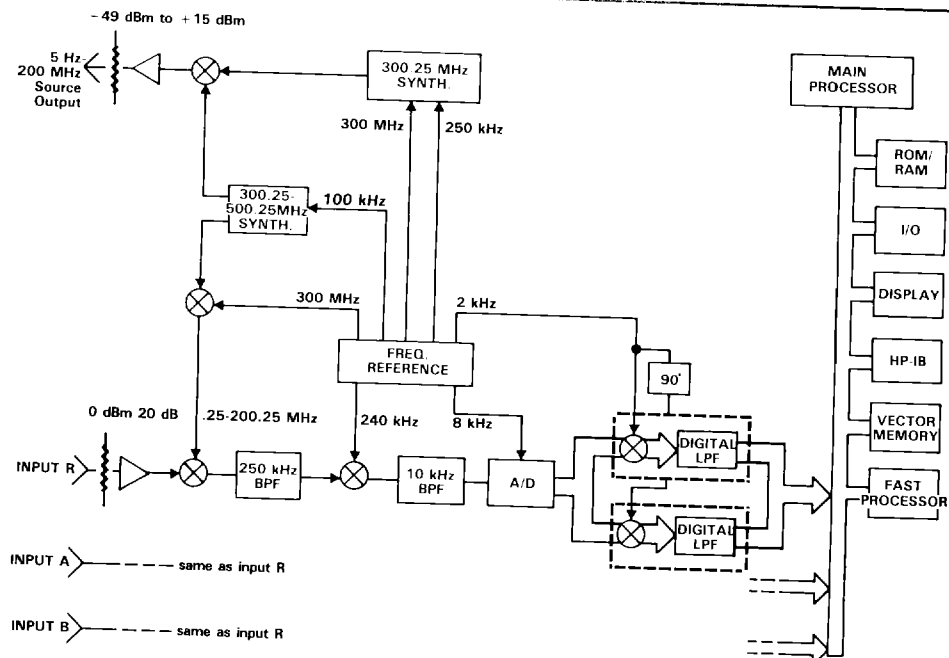 - 49 dBm to + 15 dBm
5 Hz-
200 MHz
Source
Output
300.25 MHz
SYNTH.
300 MHz
250 kHz
300.25-
500.25MHz
SYNTH.
100 kHz
300 MHz
2 kHz
FREQ.
REFERENCE
90°
0 dBm 20 dB
.25-200.25 MHz
240 kHz
8 kHz
INPUT R
250 kHz
BPF
10 kHz
BPF
A/D
DIGITAL
LPF
DIGITAL
LPF
INPUT A
same as input R
INPUT B
same as input R
MAIN
PROCESSOR
ROM/
RAM
I/O
DISPLAY
HP-IB
VECTOR
MEMORY
FAST
PROCESSOR